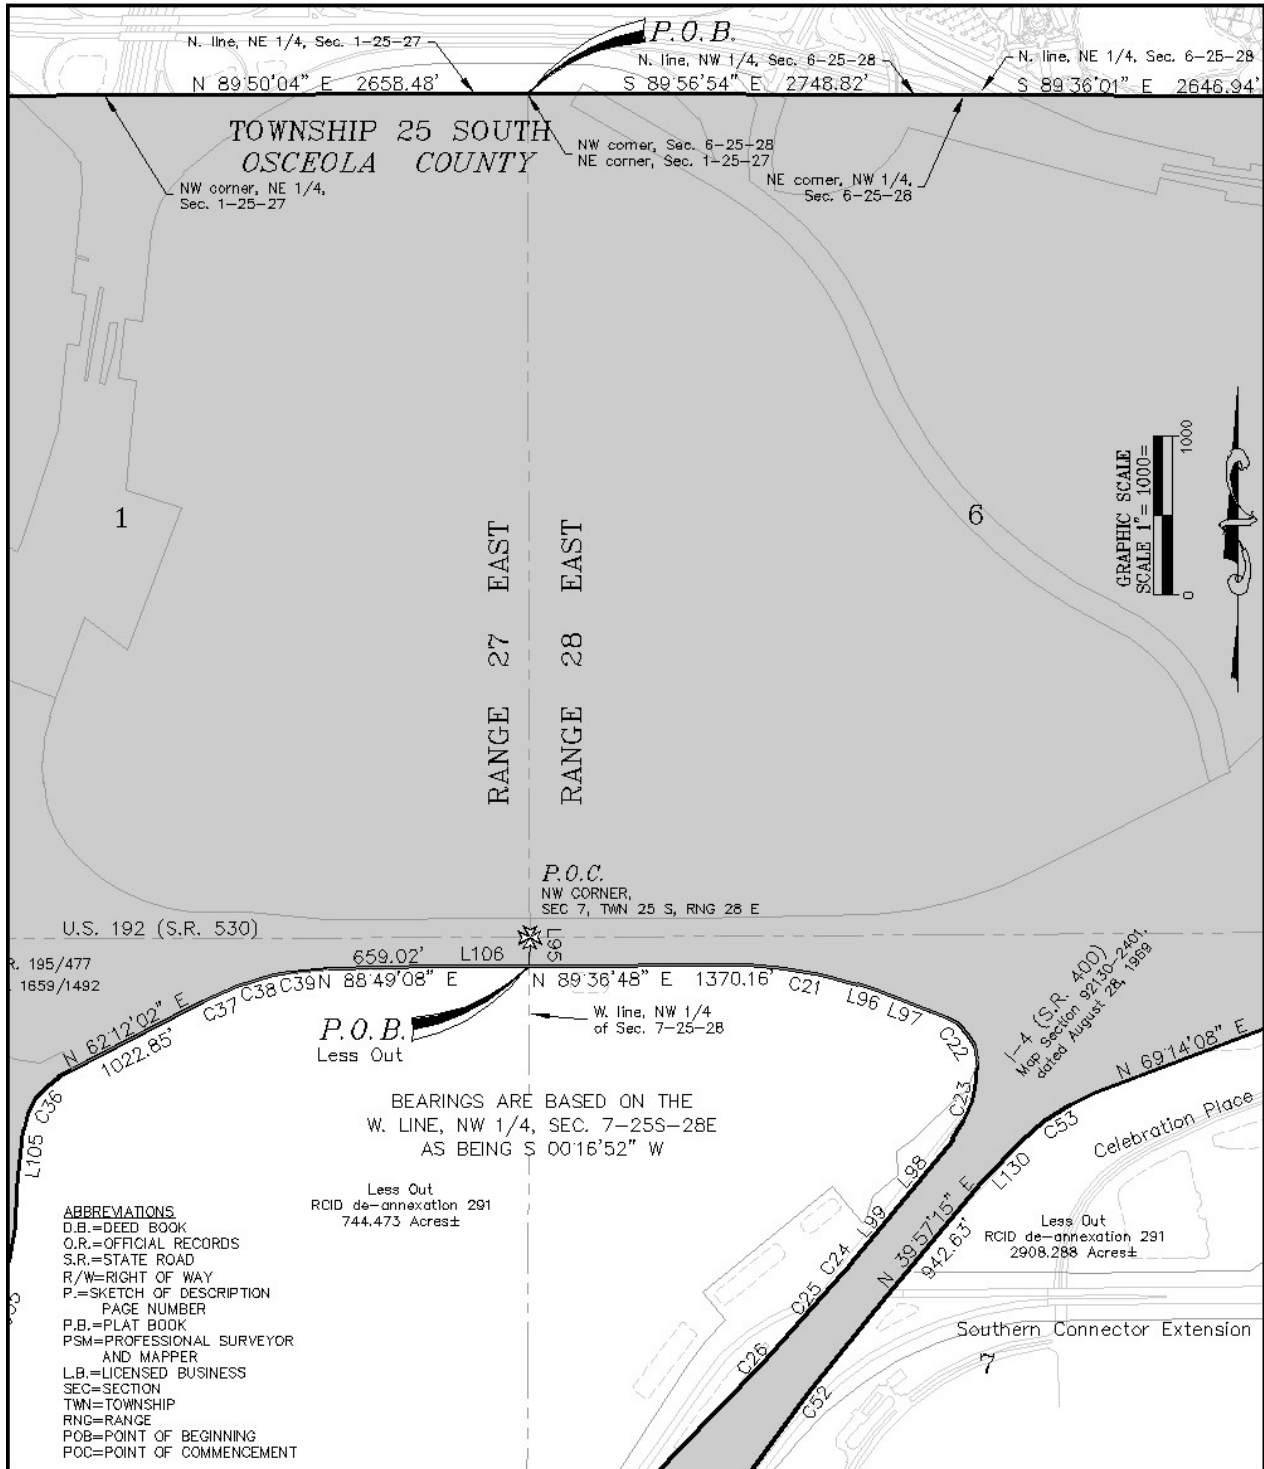 P.O.B.
N. line, NE 1/4, Sec. 1-25-27
N. line, NW 1/4, Sec. 6-25-28
N. line, NE 1/4, Sec. 6-25-28
N 89°50'04" E 2658.48'
S 89°56'54" E 2748.82'
S 89°36'01" E 2646.94'
TOWNSHIP 25 SOUTH
OSCEOLA COUNTY
NW corner, Sec. 6-25-28
NE corner, Sec. 1-25-27
NW corner, NE 1/4,
Sec. 1-25-27
NE corner, NW 1/4,
Sec. 6-25-28
1
6
RANGE 27 EAST
RANGE 28 EAST
GRAPHIC SCALE
SCALE 1"= 1000=
0
1000
P.O.C.
NW CORNER,
SEC 7, TWN 25 S, RNG 28 E
U.S. 192 (S.R. 530)
L95
R. 195/477
1659/1492
659.02'
L106
N 88°49'08" E
N 89°36'48" E 1370.16'
C39
C38
C37
N 62°12'02" E
1022.85'
C36
L105
C21
L96
L97
C22
C23
L98
L99
C24
C25
C26
P.O.B.
Less Out
W. line, NW 1/4
of Sec. 7-25-28
I-4 (S.R. 400)
Map Section 92130-2401,
dated August 28, 1969
N 69°14'08" E
C53
L130
Celebration Place
N 39°57'15" E
942.63'
C52
BEARINGS ARE BASED ON THE
W. LINE, NW 1/4, SEC. 7-25S-28E
AS BEING S 00°16'52" W
Less Out
RCID de-annexation 291
744.473 Acres±
Less Out
RCID de-annexation 291
2908.288 Acres±
Southern Connector Extension
7
ABBREVIATIONS
D.B.=DEED BOOK
O.R.=OFFICIAL RECORDS
S.R.=STATE ROAD
R/W=RIGHT OF WAY
P.=SKETCH OF DESCRIPTION
PAGE NUMBER
P.B.=PLAT BOOK
PSM=PROFESSIONAL SURVEYOR
AND MAPPER
L.B.=LICENSED BUSINESS
SEC=SECTION
TWN=TOWNSHIP
RNG=RANGE
POB=POINT OF BEGINNING
POC=POINT OF COMMENCEMENT